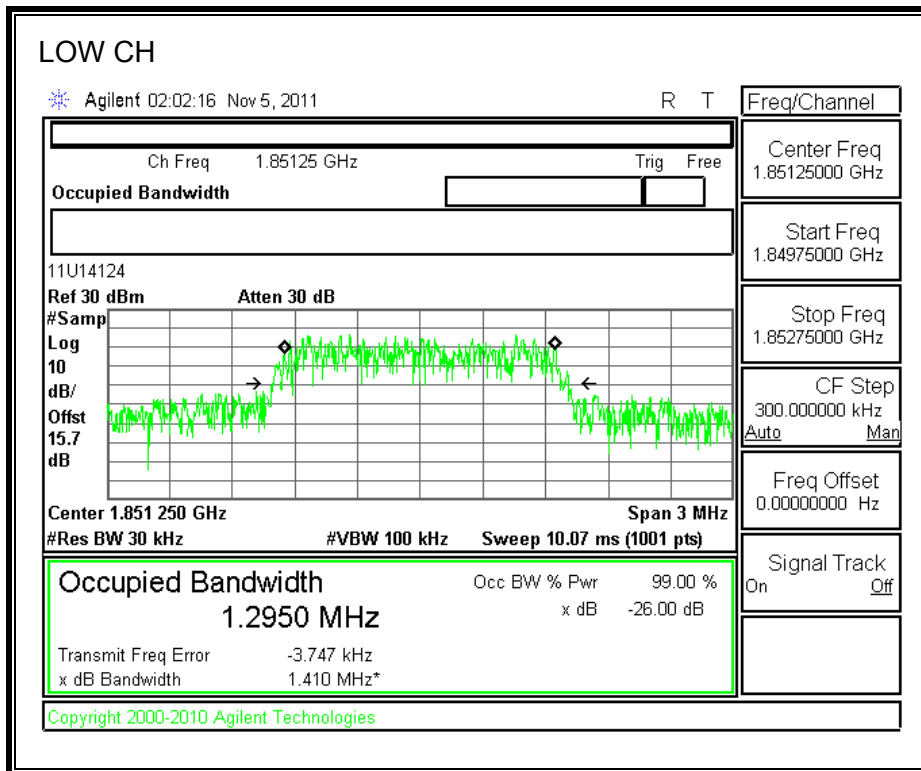 LOW CH
Agilent 02:02:16 Nov 5, 2011 R T
Ch Freq 1.85125 GHz Trig Free
Occupied Bandwidth
11U14124
Ref 30 dBm Atten 30 dB
#Samp
Log
10
dB/
Offst
15.7
dB
Center 1.851 250 GHz Span 3 MHz
#Res BW 30 kHz #VBW 100 kHz Sweep 10.07 ms (1001 pts)
Occupied Bandwidth
1.2950 MHz
Occ BW % Pwr 99.00 %
x dB -26.00 dB
Transmit Freq Error -3.747 kHz
x dB Bandwidth 1.410 MHz*
Copyright 2000-2010 Agilent Technologies
Freq/Channel
Center Freq
1.85125000 GHz
Start Freq
1.84975000 GHz
Stop Freq
1.85275000 GHz
CF Step
300.000000 kHz
Auto Man
Freq Offset
0.00000000 Hz
Signal Track
On Off